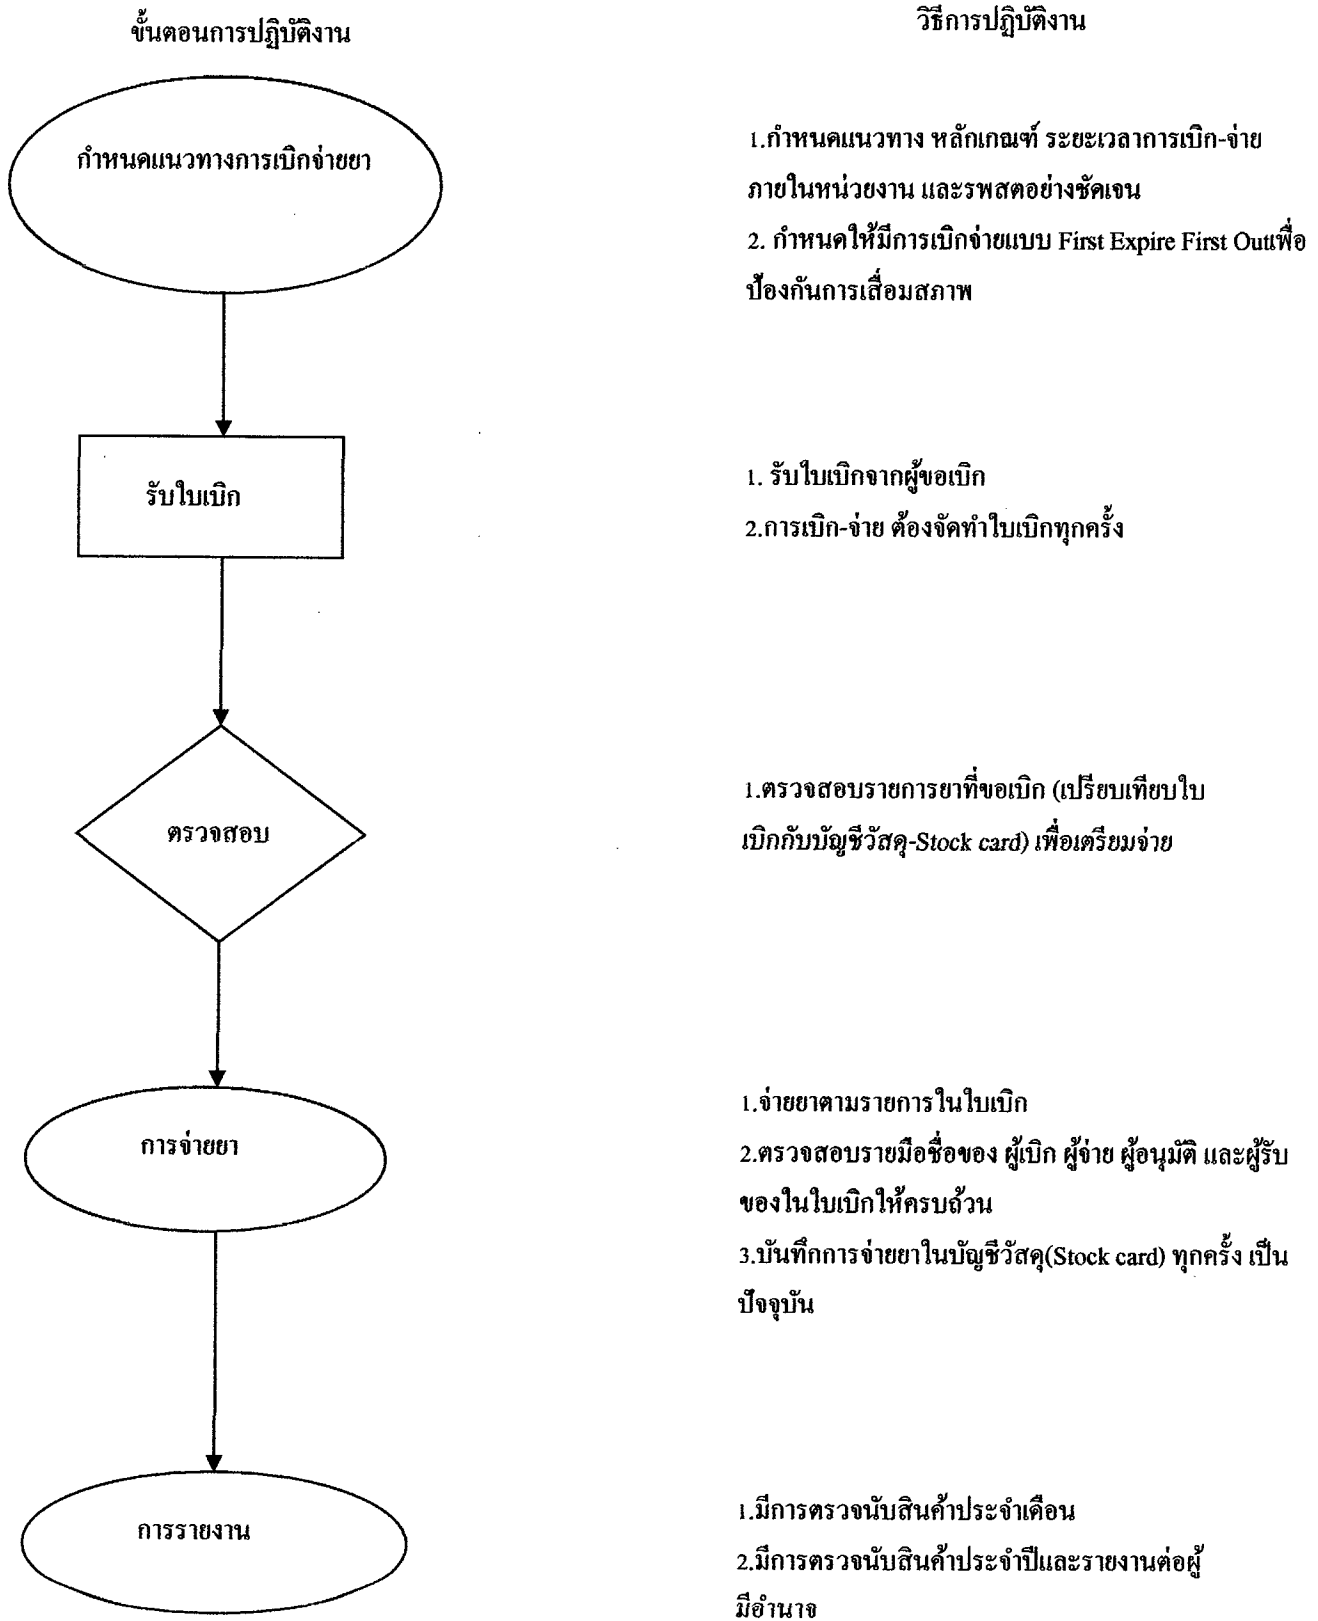 ขั้นตอนการปฏิบัติงาน
วิธีการปฏิบัติงาน
กำหนดแนวทางการเบิกจ่ายยา
1.กำหนดแนวทาง หลักเกณฑ์ ระยะเวลาการเบิก-จ่าย
ภายในหน่วยงาน และรพสตอย่างชัดเจน
2. กำหนดให้มีการเบิกจ่ายแบบ First Expire First Outเพื่อ
ป้องกันการเสื่อมสภาพ
รับใบเบิก
1. รับใบเบิกจากผู้ขอเบิก
2.การเบิก-จ่าย ต้องจัดทำใบเบิกทุกครั้ง
ตรวจสอบ
1.ตรวจสอบรายการยาที่ขอเบิก (เปรียบเทียบใบ
เบิกกับบัญชีวัสดุ-Stock card) เพื่อเตรียมจ่าย
การจ่ายยา
1.จ่ายยาตามรายการในใบเบิก
2.ตรวจสอบรายมือชื่อของ ผู้เบิก ผู้จ่าย ผู้อนุมัติ และผู้รับ
ของในใบเบิกให้ครบถ้วน
3.บันทึกการจ่ายยาในบัญชีวัสดุ(Stock card) ทุกครั้ง เป็น
ปัจจุบัน
การรายงาน
1.มีการตรวจนับสินค้าประจำเดือน
2.มีการตรวจนับสินค้าประจำปีและรายงานต่อผู้
มีอำนาจ